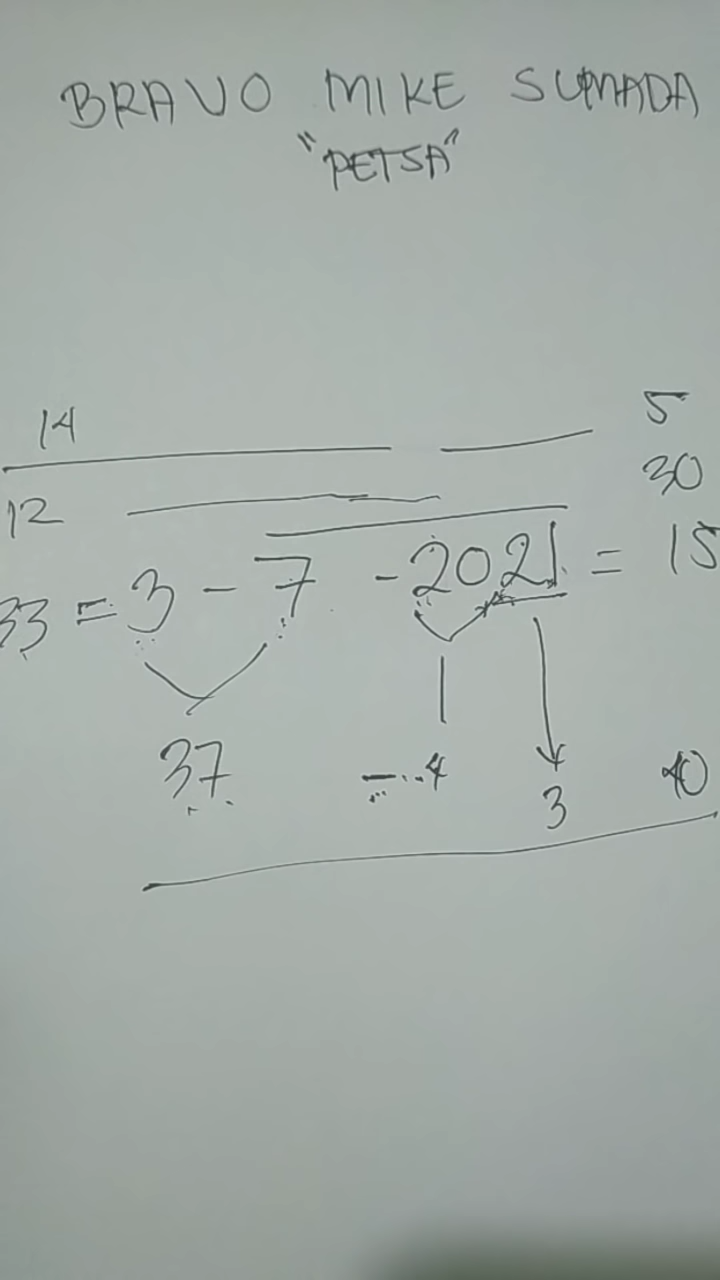 BRAVO MIKE SUMADA
"PETSA"
14 5
12 30
33 = 3 - 7 - 2021 = 15
37 - 4 40
3